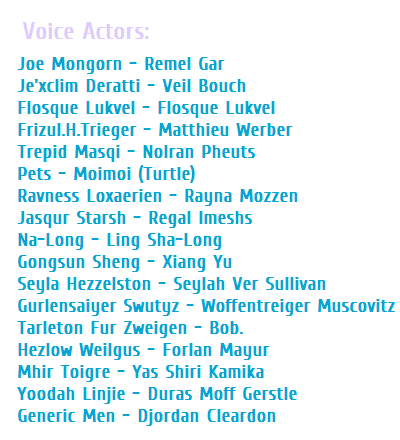 Voice Actors:
Joe Mongorn - Remel Gar
Je'xclim Deratti - Veil Bouch
Flosque Lukvel - Flosque Lukvel
Frizul.H.Trieger - Matthieu Werber
Trepid Masqi - Nolran Pheuts
Pets - Moimoi (Turtle)
Ravness Loxaerien - Rayna Mozzen
Jasqur Starsh - Regal Imeshs
Na-Long - Ling Sha-Long
Gongsun Sheng - Xiang Yu
Seyla Hezzelston - Seylah Ver Sullivan
Gurlensaiyer Swutyz - Woffentreiger Muscovitz
Tarleton Fur Zweigen - Bob.
Hezlow Weilgus - Forlan Mayur
Mhir Toigre - Yas Shiri Kamika
Yoodah Linjie - Duras Moff Gerstle
Generic Men - Djordan Cleardon